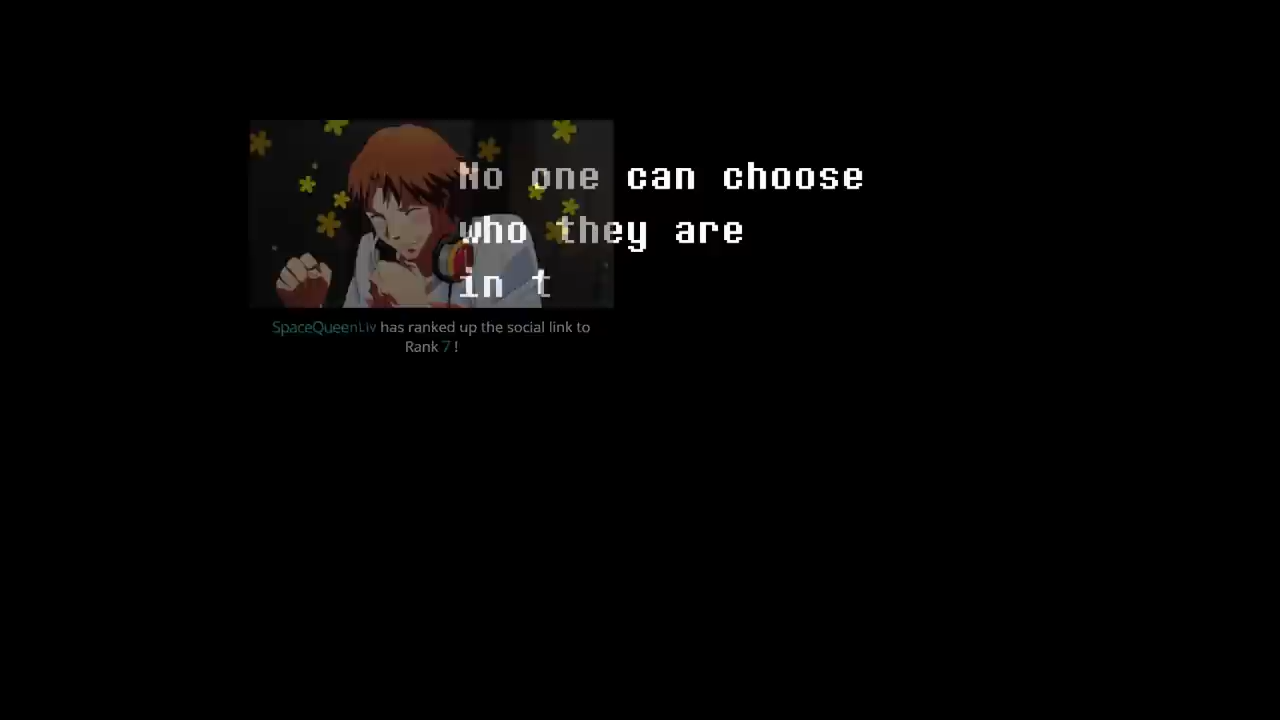 No one can choose
who they are
in t
SpaceQueenLiv has ranked up the social link to
Rank 7 !